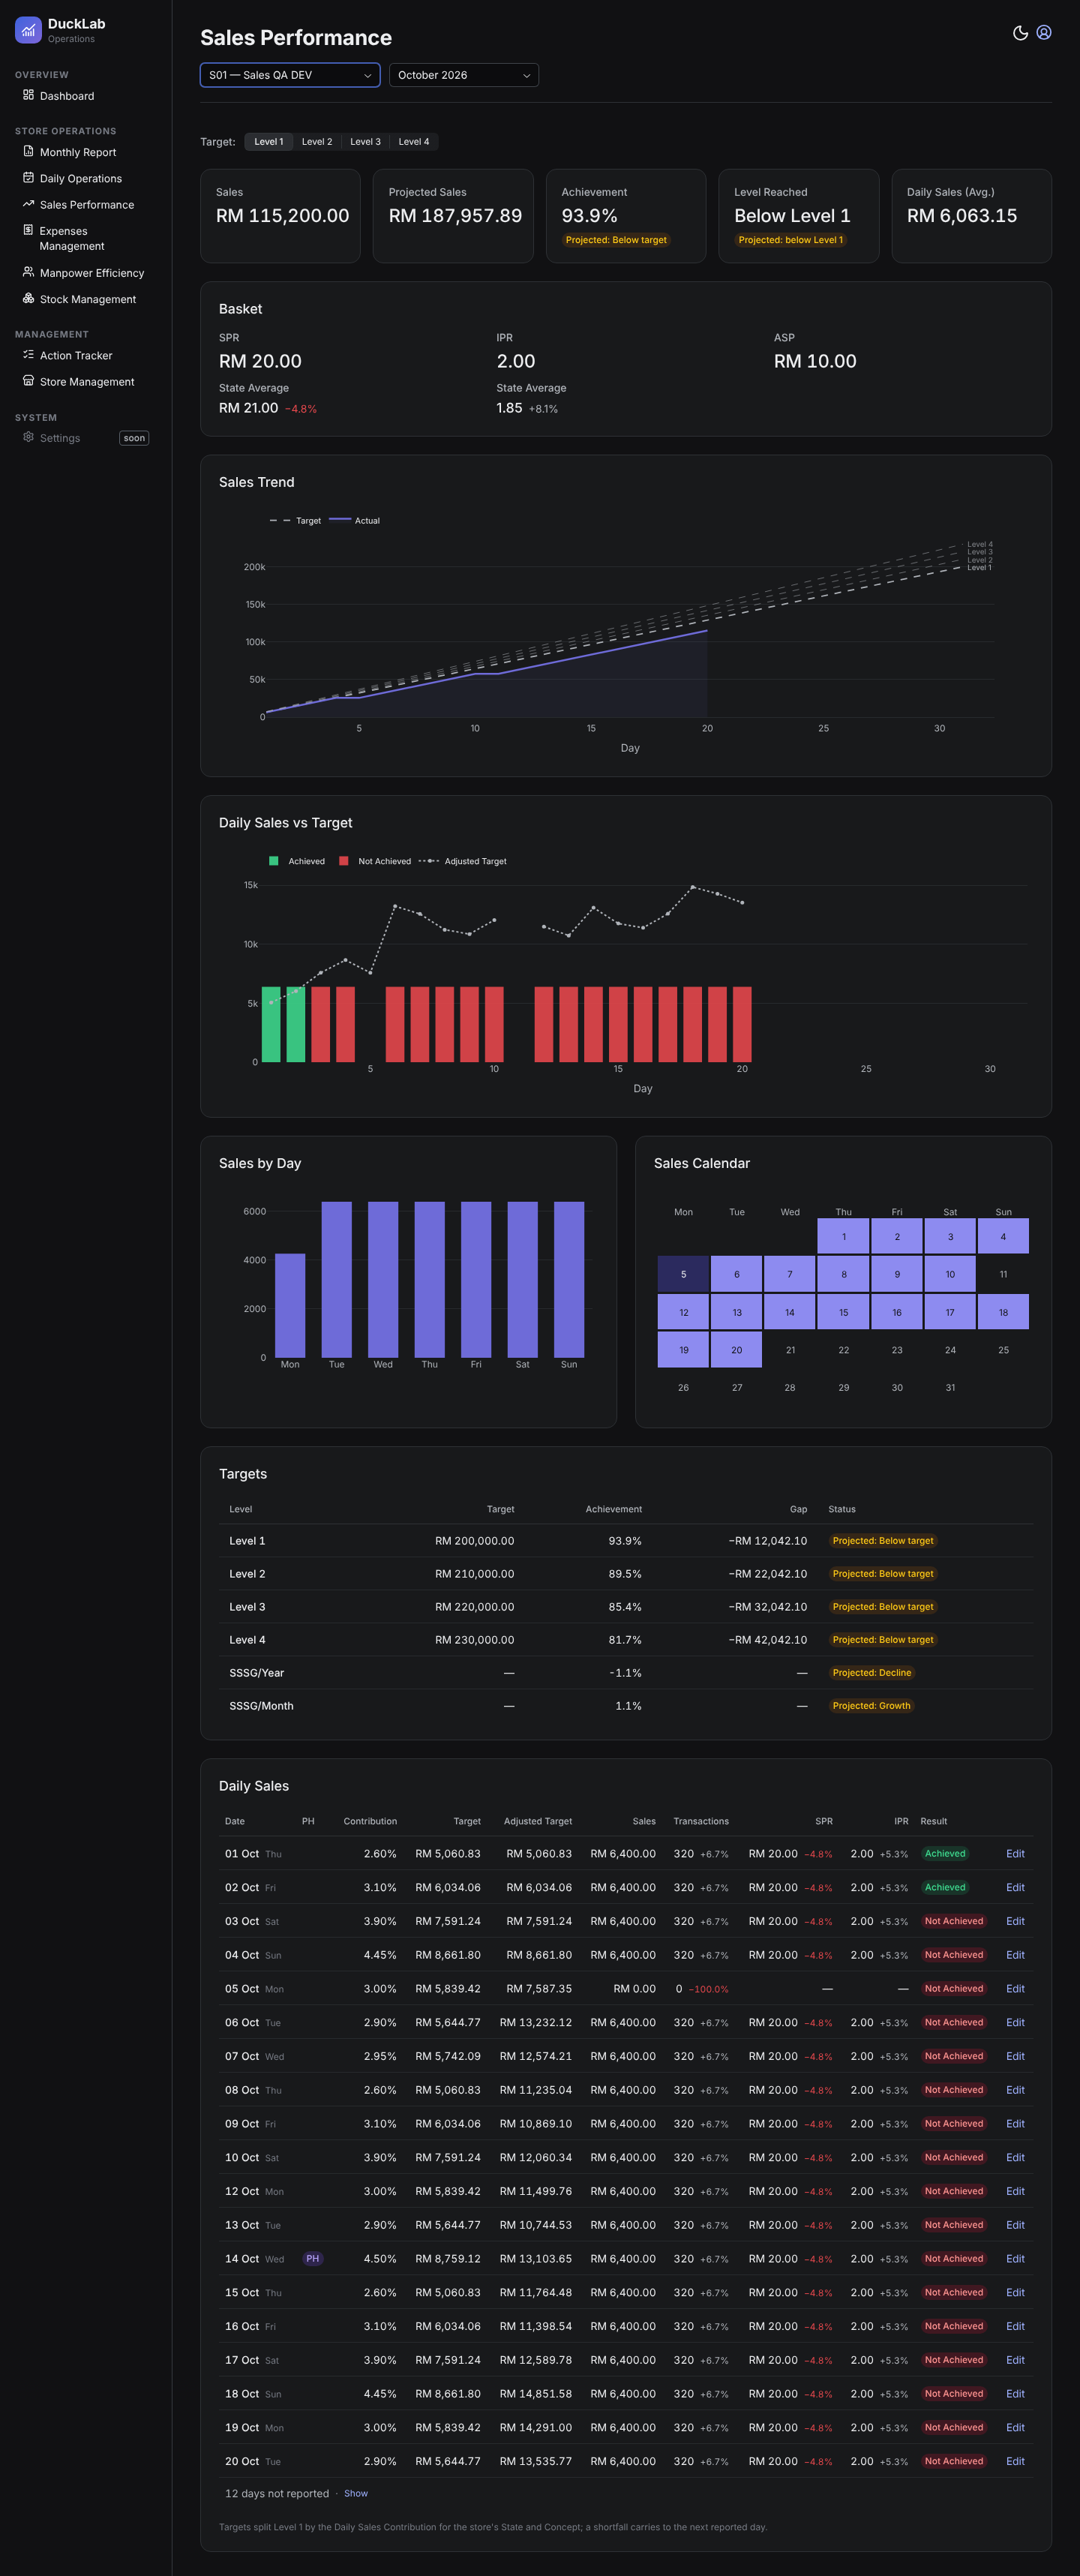 DuckLab
Operations
OVERVIEW
Dashboard
STORE OPERATIONS
Monthly Report
Daily Operations
Sales Performance
Expenses
Management
Manpower Efficiency
Stock Management
MANAGEMENT
Action Tracker
Store Management
SYSTEM
Settings soon
Sales Performance
S01 — Sales QA DEV October 2026
Target: Level 1 Level 2 Level 3 Level 4
Sales Projected Sales Achievement Level Reached Daily Sales (Avg.)
RM 115,200.00 RM 187,957.89 93.9% Below Level 1 RM 6,063.15
Projected: Below target Projected: below Level 1
Basket
SPR IPR ASP
RM 20.00 2.00 RM 10.00
State Average State Average
RM 21.00 −4.8% 1.85 +8.1%
Sales Trend
Target Actual
Level 4
Level 3
Level 2
Level 1
200k
150k
100k
50k
0
5 10 15 20 25 30
Day
Daily Sales vs Target
Achieved Not Achieved Adjusted Target
15k
10k
5k
0
5 10 15 20 25 30
Day
Sales by Day
6000
4000
2000
0
Mon Tue Wed Thu Fri Sat Sun
Sales Calendar
Mon Tue Wed Thu Fri Sat Sun
1 2 3 4
5 6 7 8 9 10 11
12 13 14 15 16 17 18
19 20 21 22 23 24 25
26 27 28 29 30 31
Targets
Level Target Achievement Gap Status
Level 1 RM 200,000.00 93.9% −RM 12,042.10 Projected: Below target
Level 2 RM 210,000.00 89.5% −RM 22,042.10 Projected: Below target
Level 3 RM 220,000.00 85.4% −RM 32,042.10 Projected: Below target
Level 4 RM 230,000.00 81.7% −RM 42,042.10 Projected: Below target
SSSG/Year — -1.1% — Projected: Decline
SSSG/Month — 1.1% — Projected: Growth
Daily Sales
Date PH Contribution Target Adjusted Target Sales Transactions SPR IPR Result
01 Oct Thu 2.60% RM 5,060.83 RM 5,060.83 RM 6,400.00 320 +6.7% RM 20.00 −4.8% 2.00 +5.3% Achieved Edit
02 Oct Fri 3.10% RM 6,034.06 RM 6,034.06 RM 6,400.00 320 +6.7% RM 20.00 −4.8% 2.00 +5.3% Achieved Edit
03 Oct Sat 3.90% RM 7,591.24 RM 7,591.24 RM 6,400.00 320 +6.7% RM 20.00 −4.8% 2.00 +5.3% Not Achieved Edit
04 Oct Sun 4.45% RM 8,661.80 RM 8,661.80 RM 6,400.00 320 +6.7% RM 20.00 −4.8% 2.00 +5.3% Not Achieved Edit
05 Oct Mon 3.00% RM 5,839.42 RM 7,587.35 RM 0.00 0 −100.0% — — Not Achieved Edit
06 Oct Tue 2.90% RM 5,644.77 RM 13,232.12 RM 6,400.00 320 +6.7% RM 20.00 −4.8% 2.00 +5.3% Not Achieved Edit
07 Oct Wed 2.95% RM 5,742.09 RM 12,574.21 RM 6,400.00 320 +6.7% RM 20.00 −4.8% 2.00 +5.3% Not Achieved Edit
08 Oct Thu 2.60% RM 5,060.83 RM 11,235.04 RM 6,400.00 320 +6.7% RM 20.00 −4.8% 2.00 +5.3% Not Achieved Edit
09 Oct Fri 3.10% RM 6,034.06 RM 10,869.10 RM 6,400.00 320 +6.7% RM 20.00 −4.8% 2.00 +5.3% Not Achieved Edit
10 Oct Sat 3.90% RM 7,591.24 RM 12,060.34 RM 6,400.00 320 +6.7% RM 20.00 −4.8% 2.00 +5.3% Not Achieved Edit
12 Oct Mon 3.00% RM 5,839.42 RM 11,499.76 RM 6,400.00 320 +6.7% RM 20.00 −4.8% 2.00 +5.3% Not Achieved Edit
13 Oct Tue 2.90% RM 5,644.77 RM 10,744.53 RM 6,400.00 320 +6.7% RM 20.00 −4.8% 2.00 +5.3% Not Achieved Edit
14 Oct Wed PH 4.50% RM 8,759.12 RM 13,103.65 RM 6,400.00 320 +6.7% RM 20.00 −4.8% 2.00 +5.3% Not Achieved Edit
15 Oct Thu 2.60% RM 5,060.83 RM 11,764.48 RM 6,400.00 320 +6.7% RM 20.00 −4.8% 2.00 +5.3% Not Achieved Edit
16 Oct Fri 3.10% RM 6,034.06 RM 11,398.54 RM 6,400.00 320 +6.7% RM 20.00 −4.8% 2.00 +5.3% Not Achieved Edit
17 Oct Sat 3.90% RM 7,591.24 RM 12,589.78 RM 6,400.00 320 +6.7% RM 20.00 −4.8% 2.00 +5.3% Not Achieved Edit
18 Oct Sun 4.45% RM 8,661.80 RM 14,851.58 RM 6,400.00 320 +6.7% RM 20.00 −4.8% 2.00 +5.3% Not Achieved Edit
19 Oct Mon 3.00% RM 5,839.42 RM 14,291.00 RM 6,400.00 320 +6.7% RM 20.00 −4.8% 2.00 +5.3% Not Achieved Edit
20 Oct Tue 2.90% RM 5,644.77 RM 13,535.77 RM 6,400.00 320 +6.7% RM 20.00 −4.8% 2.00 +5.3% Not Achieved Edit
12 days not reported · Show
Targets split Level 1 by the Daily Sales Contribution for the store's State and Concept; a shortfall carries to the next reported day.